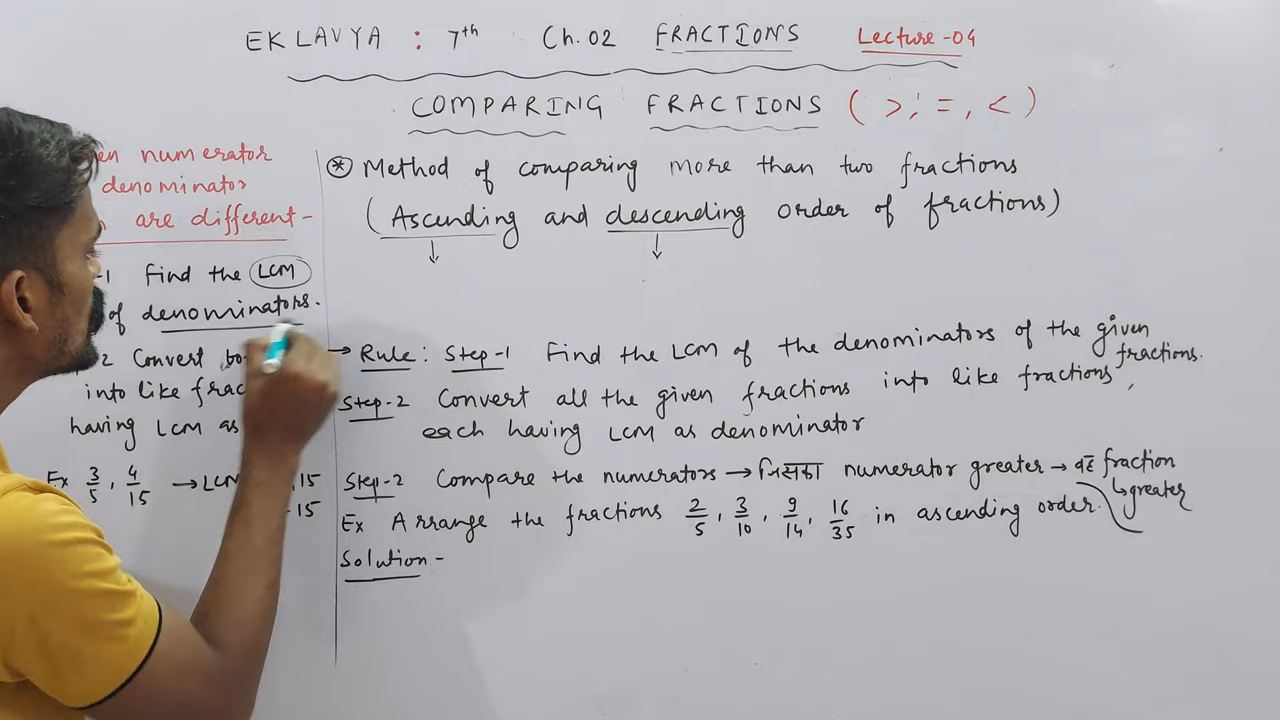 EKLAVYA : 7th Ch.02 FRACTIONS Lecture-04
COMPARING FRACTIONS ( >, =, < )
numerator
denominator
are different-
-1 Find the LCM
of denominators.
2 Convert
into like
having LCM as
Ex 3/5, 4/15 → LCM 15
-15
* Method of comparing more than two fractions
(Ascending and descending order of fractions)
↓ ↓
→ Rule: Step-1 Find the LCM of the denominators of the given fractions.
Step-2 Convert all the given fractions into like fractions,
each having LCM as denominator
Step-2 Compare the numerators → जिसका numerator greater → वह fraction
↳ greater
Ex Arrange the fractions 2/5, 3/10, 9/14, 16/35 in ascending order.
Solution-